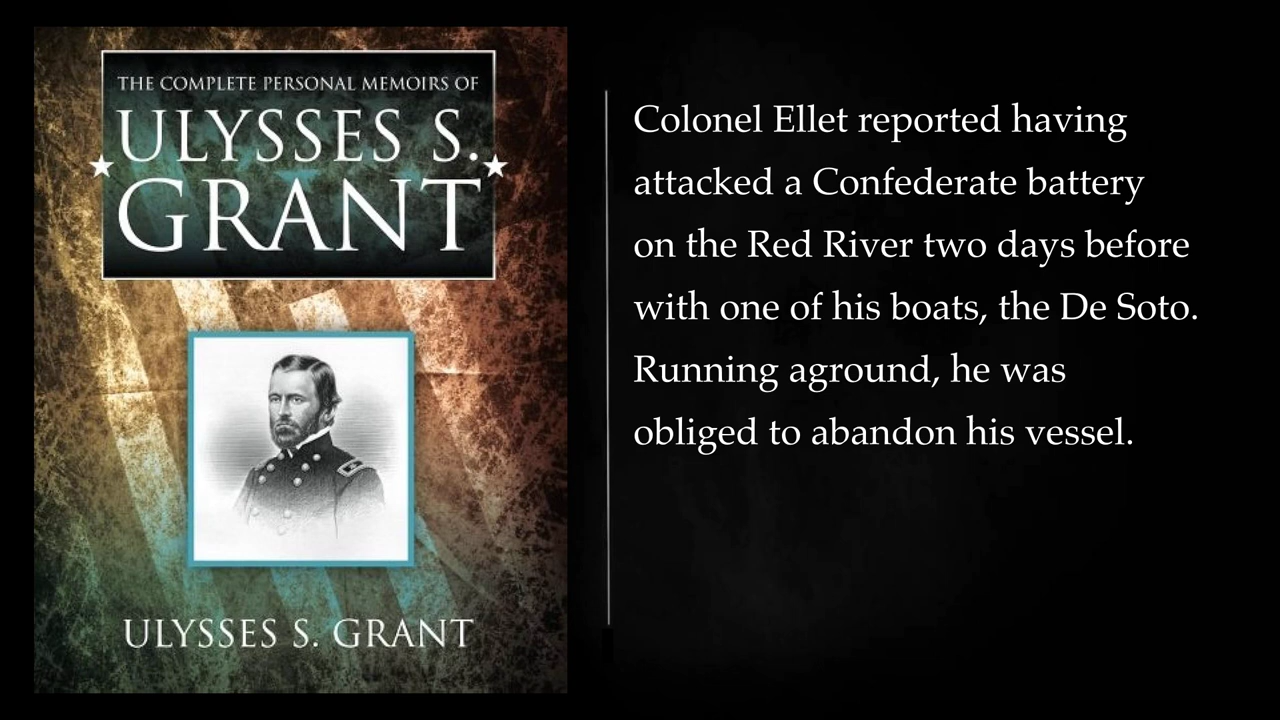 THE COMPLETE PERSONAL MEMOIRS OF
ULYSSES S.
GRANT
ULYSSES S. GRANT
Colonel Ellet reported having
attacked a Confederate battery
on the Red River two days before
with one of his boats, the De Soto.
Running aground, he was
obliged to abandon his vessel.